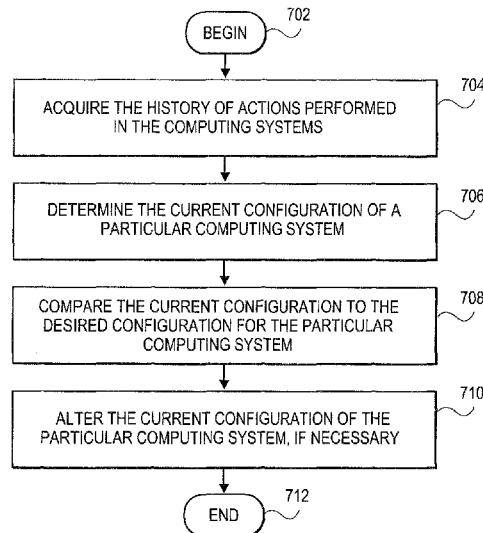 BEGIN
702
ACQUIRE THE HISTORY OF ACTIONS PERFORMED
IN THE COMPUTING SYSTEMS
704
DETERMINE THE CURRENT CONFIGURATION OF A
PARTICULAR COMPUTING SYSTEM
706
COMPARE THE CURRENT CONFIGURATION TO THE
DESIRED CONFIGURATION FOR THE PARTICULAR
COMPUTING SYSTEM
708
ALTER THE CURRENT CONFIGURATION OF THE
PARTICULAR COMPUTING SYSTEM, IF NECESSARY
710
END
712